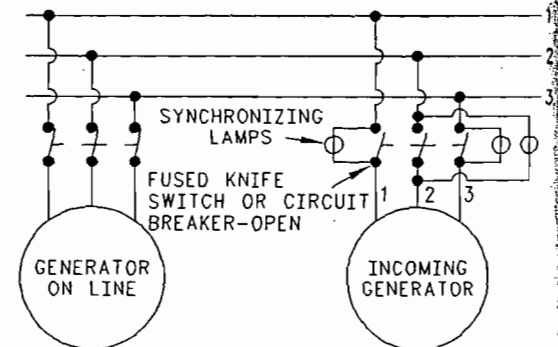 1
2
3
SYNCHRONIZING
LAMPS
FUSED KNIFE
SWITCH OR CIRCUIT
BREAKER-OPEN
1 2 3
GENERATOR
ON LINE
INCOMING
GENERATOR